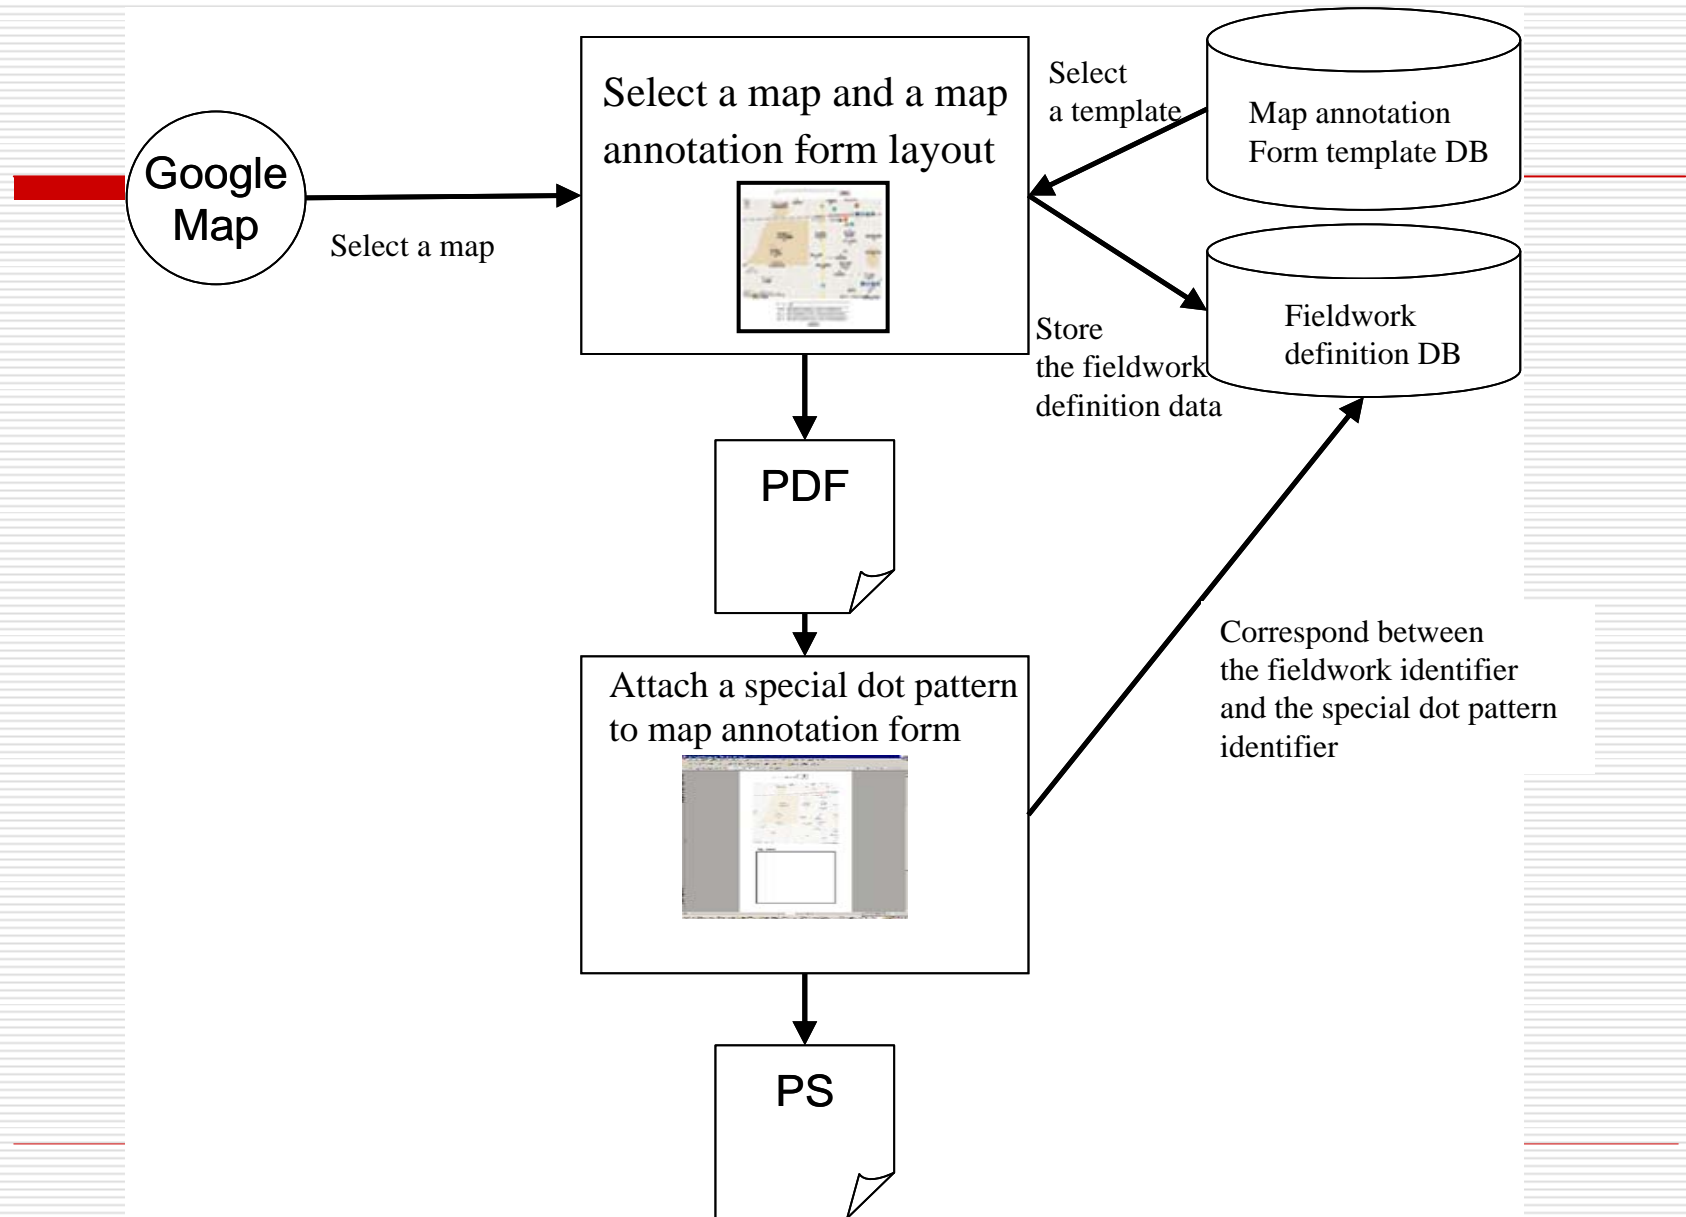 Google
Map
Select a map
Select a map and a map
annotation form layout
Select
a template
Map annotation
Form template DB
Store
the fieldwork
definition data
Fieldwork
definition DB
PDF
Attach a special dot pattern
to map annotation form
Correspond between
the fieldwork identifier
and the special dot pattern
identifier
PS